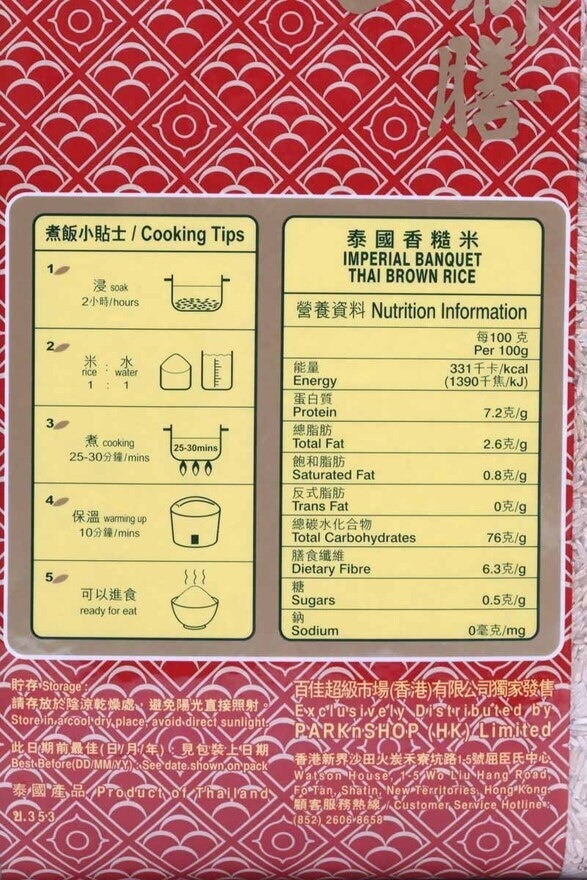 御膳
煮飯小貼士 / Cooking Tips
1
浸 soak
2小時/hours
2
米 : 水
rice : water
1 : 1
3
煮 cooking
25-30分鐘/mins
25-30mins
4
保溫 warming up
10分鐘/mins
5
可以進食
ready for eat
泰國香糙米
IMPERIAL BANQUET
THAI BROWN RICE
營養資料 Nutrition Information
每100 克
Per 100g
能量 331千卡/kcal
Energy (1390千焦/kJ)
蛋白質
Protein 7.2克/g
總脂肪
Total Fat 2.6克/g
飽和脂肪
Saturated Fat 0.8克/g
反式脂肪
Trans Fat 0克/g
總碳水化合物
Total Carbohydrates 76克/g
膳食纖維
Dietary Fibre 6.3克/g
糖
Sugars 0.5克/g
鈉
Sodium 0毫克/mg
貯存 Storage :
請存放於陰涼乾燥處，避免陽光直接照射。
Store in a cool dry place, avoid direct sunlight.
此日期前最佳(日/月/年) : 見包裝上日期
Best Before(DD/MM/YY) : See date shown on pack
泰國產品 Product of Thailand
21.353
百佳超級市場(香港)有限公司獨家發售
Exclusively Distributed by
PARKnSHOP (HK) Limited
香港新界沙田火炭禾寮坑路1-5號屈臣氏中心
Watson House, 1-5 Wo Liu Hang Road,
Fo Tan, Shatin, New Territories, Hong Kong.
顧客服務熱線 / Customer Service Hotline :
(852) 2606 8658